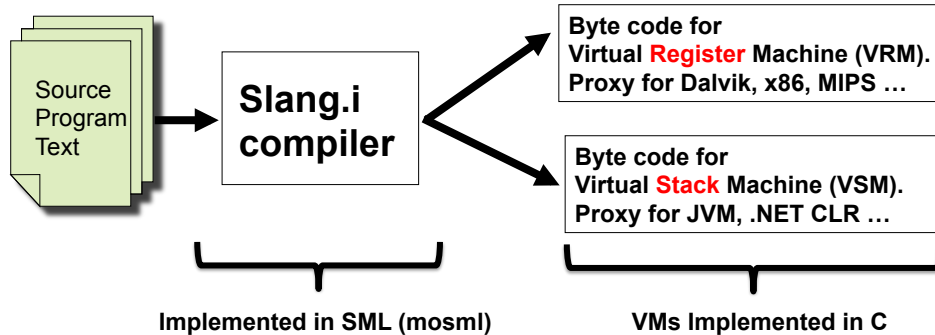 Source
Program
Text
Slang.i
compiler
Byte code for
Virtual Register Machine (VRM).
Proxy for Dalvik, x86, MIPS …
Byte code for
Virtual Stack Machine (VSM).
Proxy for JVM, .NET CLR …
Implemented in SML (mosml)
VMs Implemented in C